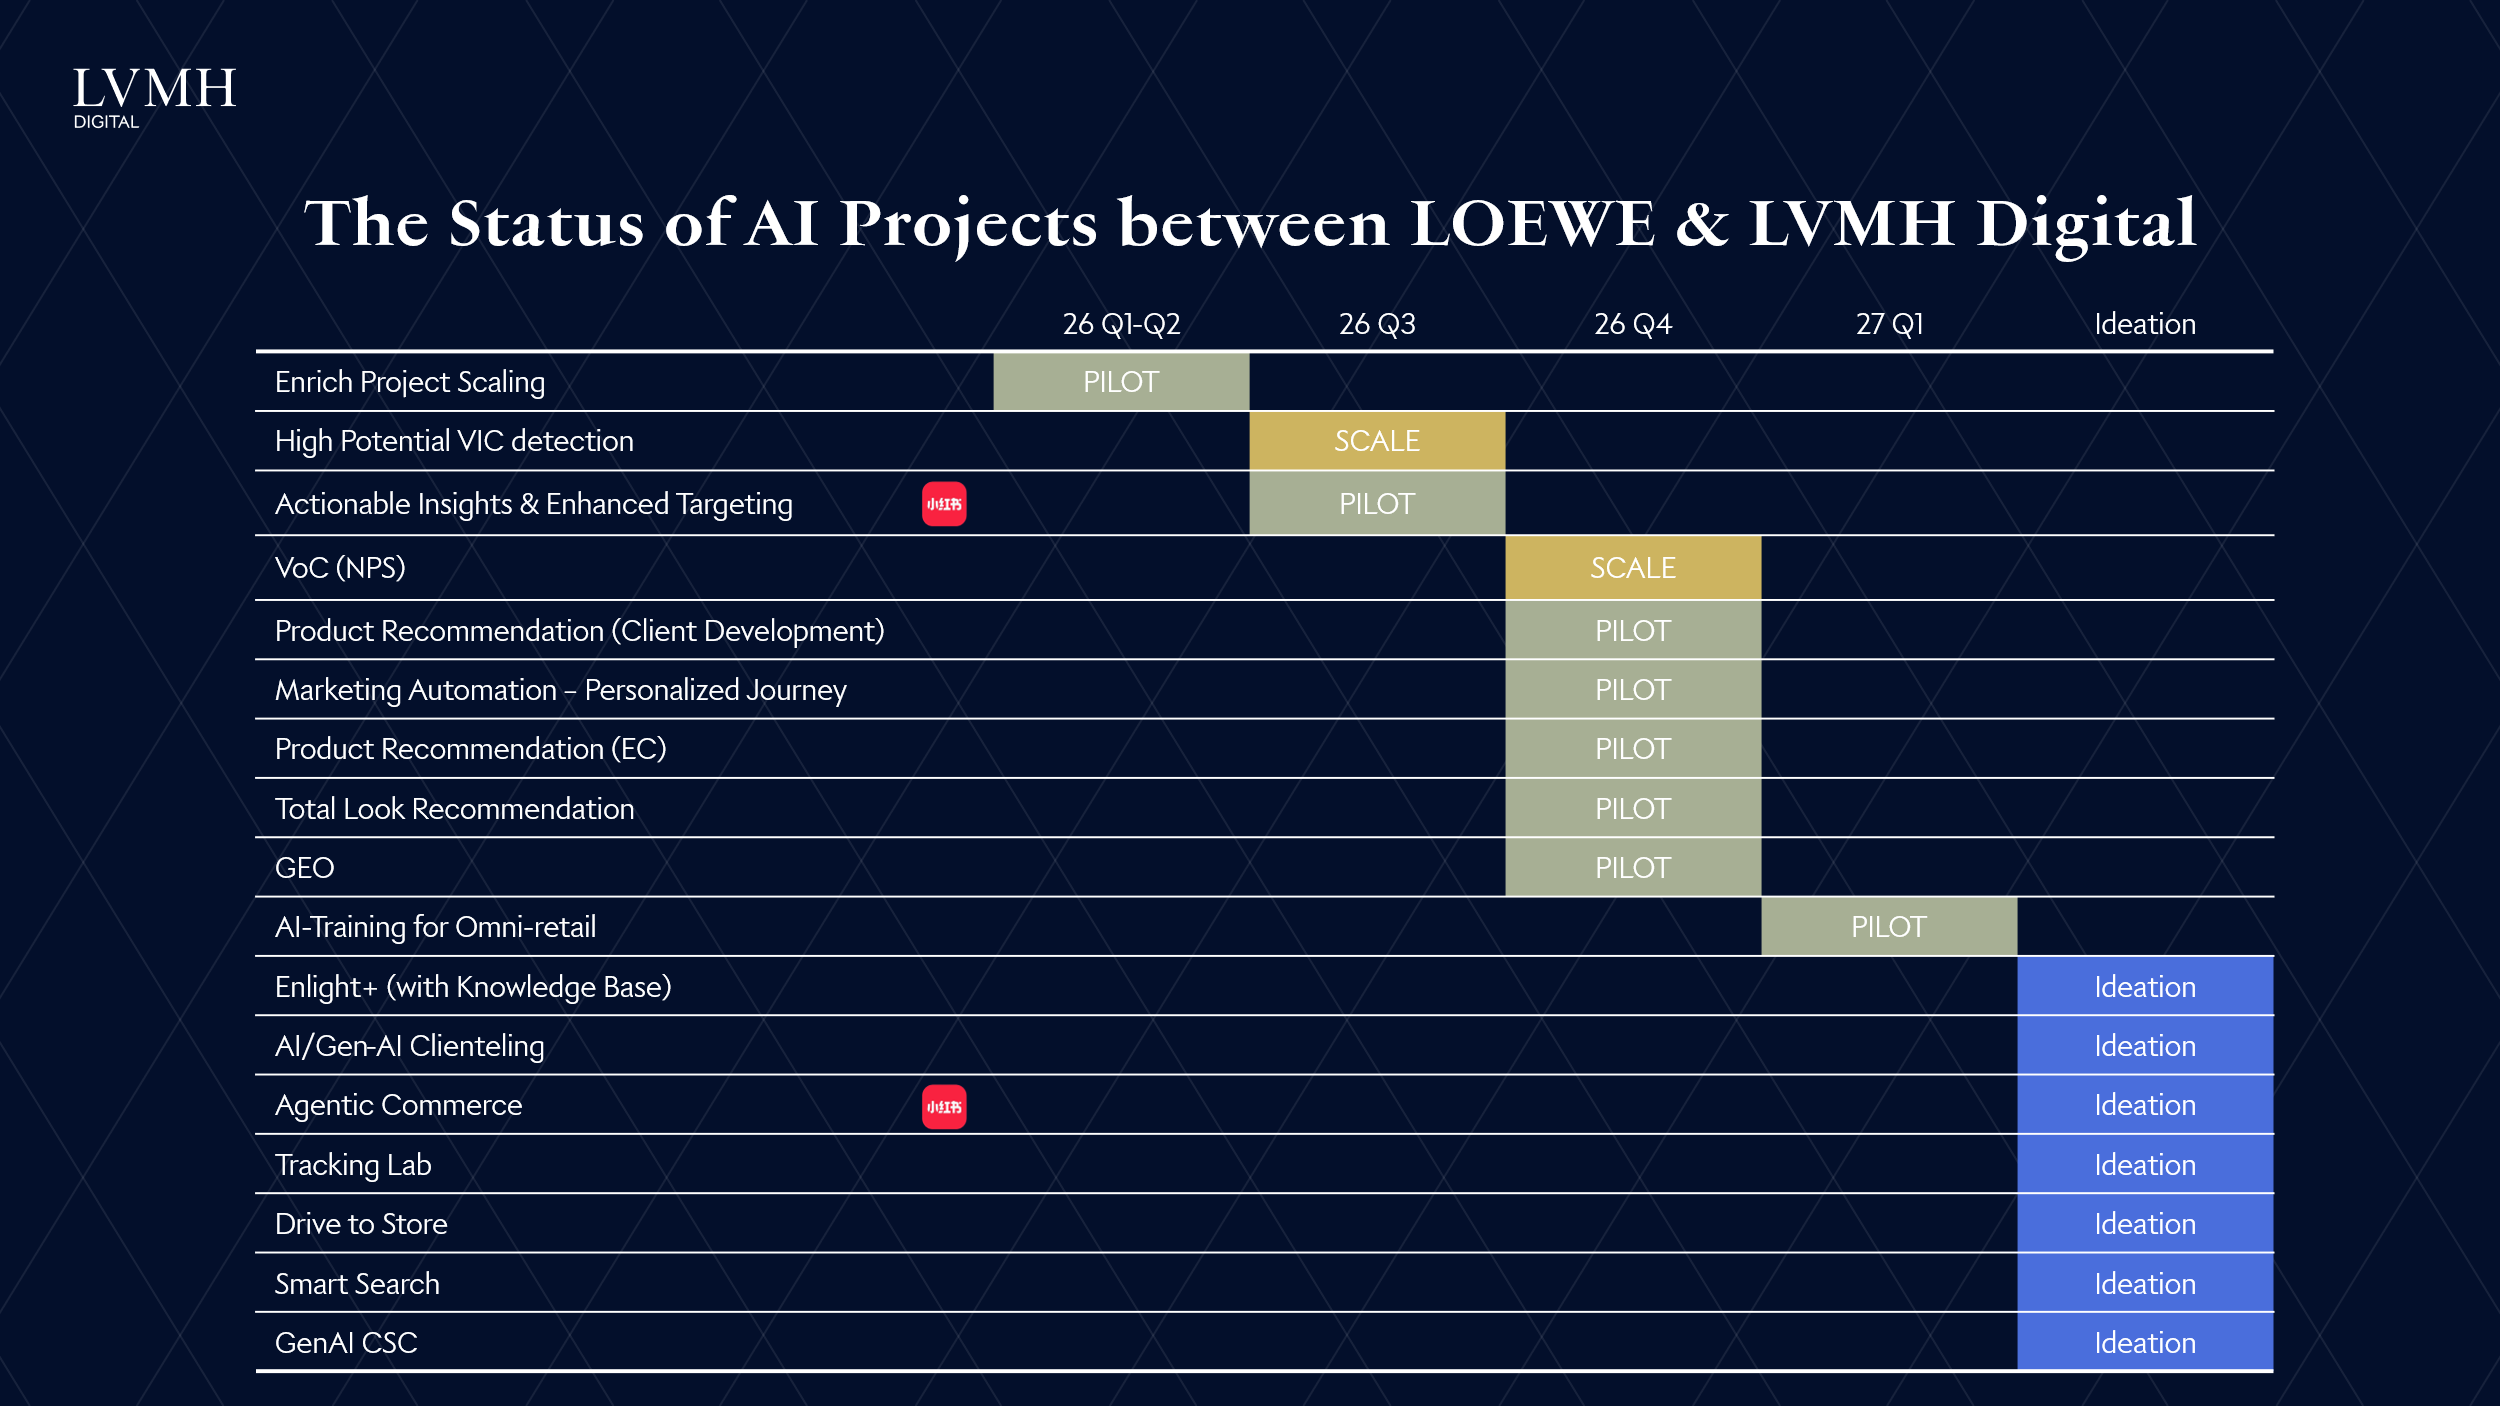 LVMH
DIGITAL
The Status of AI Projects between LOEWE & LVMH Digital
26 Q1-Q2 26 Q3 26 Q4 27 Q1 Ideation
Enrich Project Scaling PILOT
High Potential VIC detection SCALE
Actionable Insights & Enhanced Targeting 小红书 PILOT
VoC (NPS) SCALE
Product Recommendation (Client Development) PILOT
Marketing Automation – Personalized Journey PILOT
Product Recommendation (EC) PILOT
Total Look Recommendation PILOT
GEO PILOT
AI-Training for Omni-retail PILOT
Enlight+ (with Knowledge Base) Ideation
AI/Gen-AI Clienteling Ideation
Agentic Commerce 小红书 Ideation
Tracking Lab Ideation
Drive to Store Ideation
Smart Search Ideation
GenAI CSC Ideation